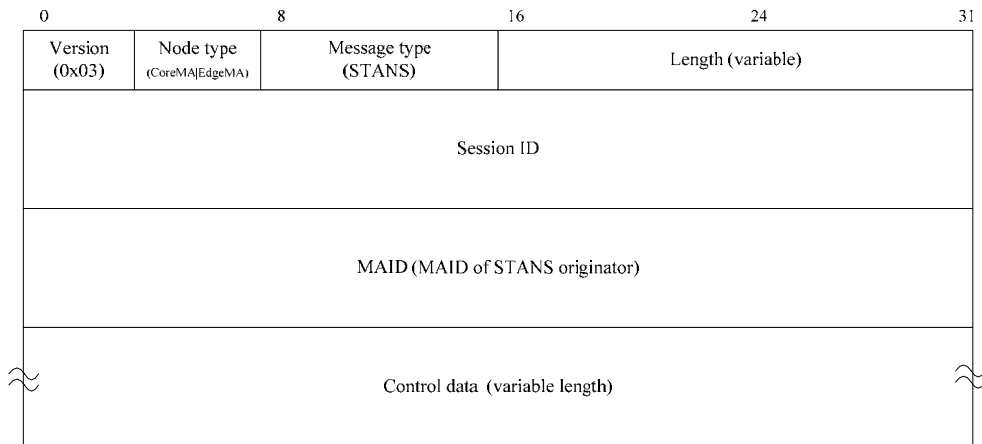 0 8 16 24 31
Version
(0x03)
Node type
(CoreMA|EdgeMA)
Message type
(STANS)
Length (variable)
Session ID
MAID (MAID of STANS originator)
Control data (variable length)